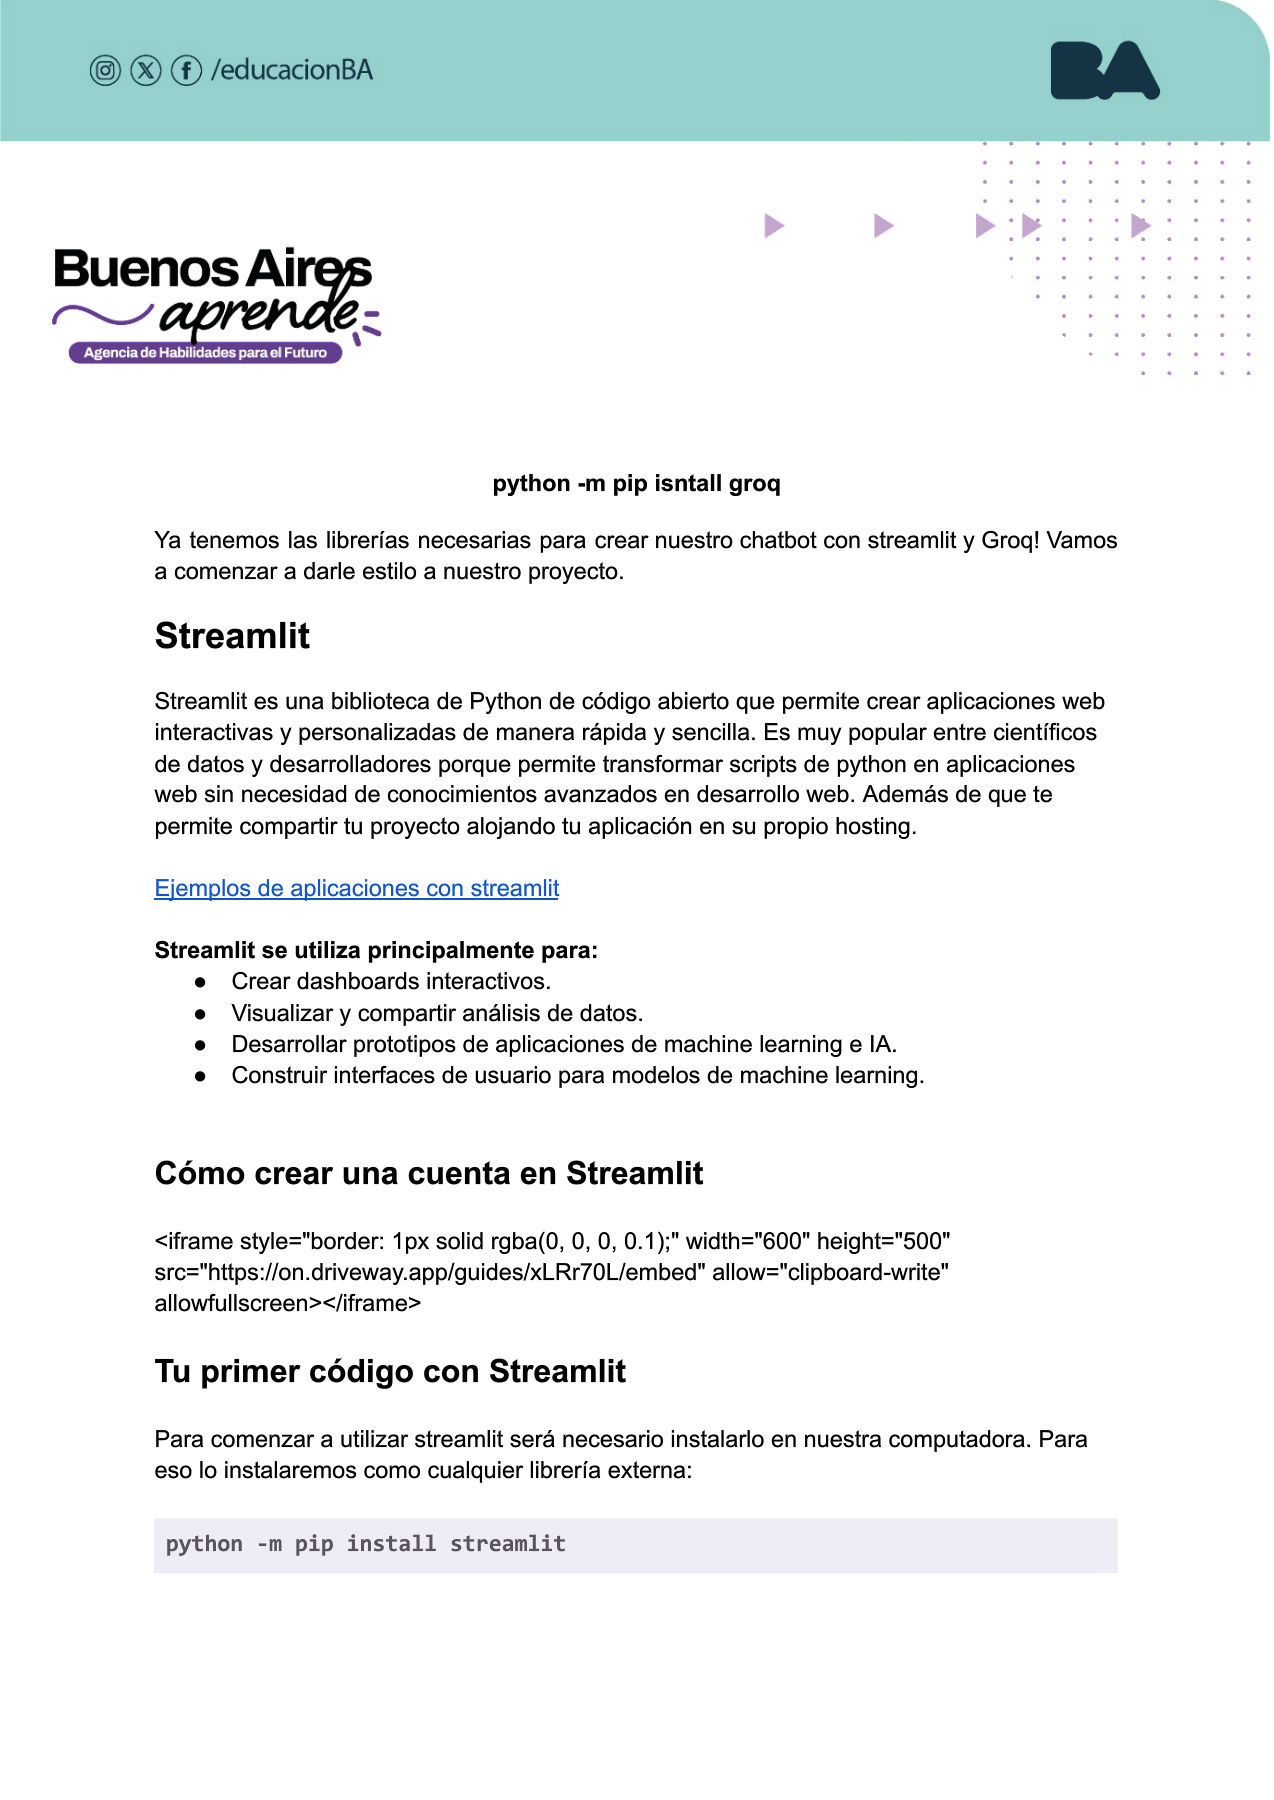 /educacionBA
BA
Buenos Aires
aprende
Agencia de Habilidades para el Futuro
python -m pip isntall groq
Ya tenemos las librerías necesarias para crear nuestro chatbot con streamlit y Groq! Vamos
a comenzar a darle estilo a nuestro proyecto.
Streamlit
Streamlit es una biblioteca de Python de código abierto que permite crear aplicaciones web
interactivas y personalizadas de manera rápida y sencilla. Es muy popular entre científicos
de datos y desarrolladores porque permite transformar scripts de python en aplicaciones
web sin necesidad de conocimientos avanzados en desarrollo web. Además de que te
permite compartir tu proyecto alojando tu aplicación en su propio hosting.
Ejemplos de aplicaciones con streamlit
Streamlit se utiliza principalmente para:
● Crear dashboards interactivos.
● Visualizar y compartir análisis de datos.
● Desarrollar prototipos de aplicaciones de machine learning e IA.
● Construir interfaces de usuario para modelos de machine learning.
Cómo crear una cuenta en Streamlit
<iframe style="border: 1px solid rgba(0, 0, 0, 0.1);" width="600" height="500"
src="https://on.driveway.app/guides/xLRr70L/embed" allow="clipboard-write"
allowfullscreen></iframe>
Tu primer código con Streamlit
Para comenzar a utilizar streamlit será necesario instalarlo en nuestra computadora. Para
eso lo instalaremos como cualquier librería externa:
python -m pip install streamlit